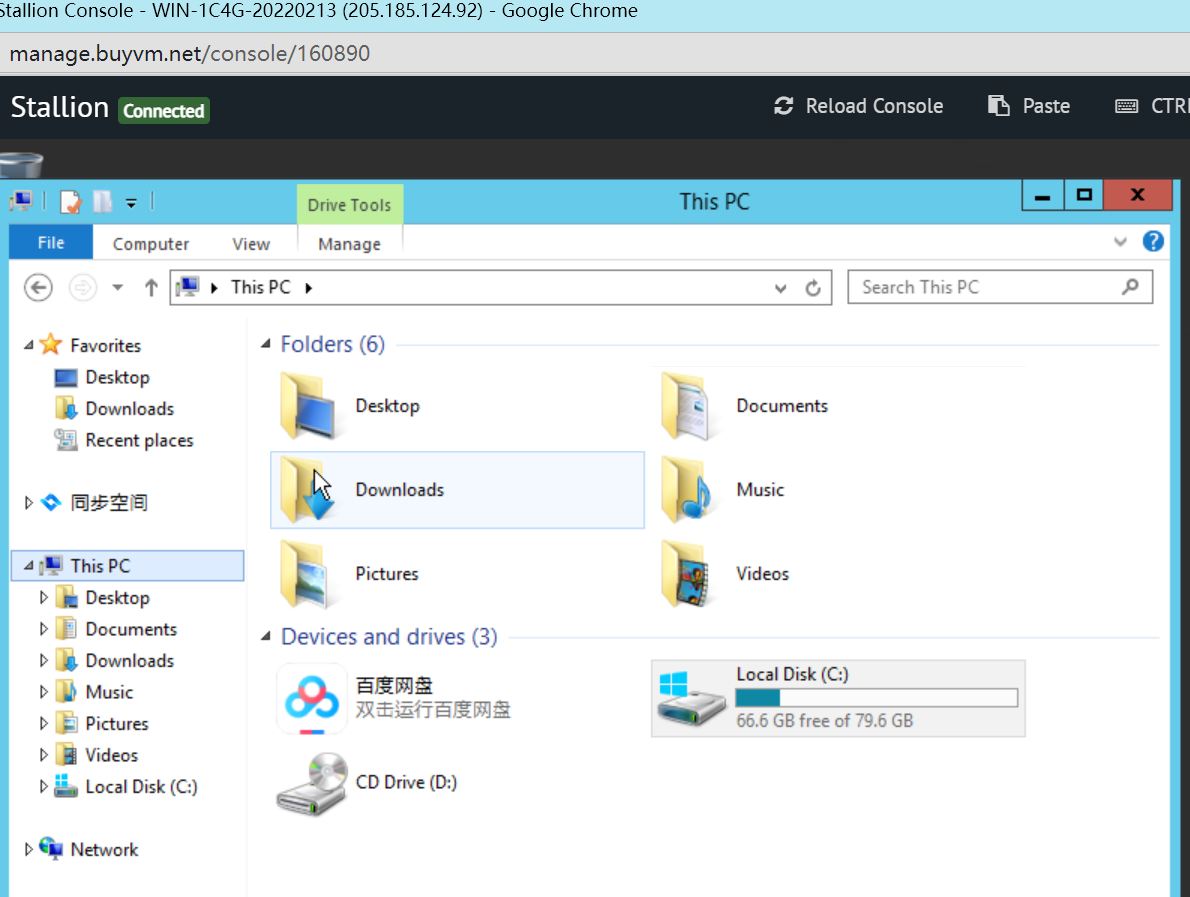 Stallion Console - WIN-1C4G-20220213 (205.185.124.92) - Google Chrome
manage.buyvm.net/console/160890
Stallion Connected Reload Console Paste CTRL
Drive Tools This PC
File Computer View Manage
This PC Search This PC
Favorites
Desktop
Downloads
Recent places
同步空间
This PC
Desktop
Documents
Downloads
Music
Pictures
Videos
Local Disk (C:)
Network
Folders (6)
Desktop
Documents
Downloads
Music
Pictures
Videos
Devices and drives (3)
百度网盘
双击运行百度网盘
Local Disk (C:)
66.6 GB free of 79.6 GB
CD Drive (D:)